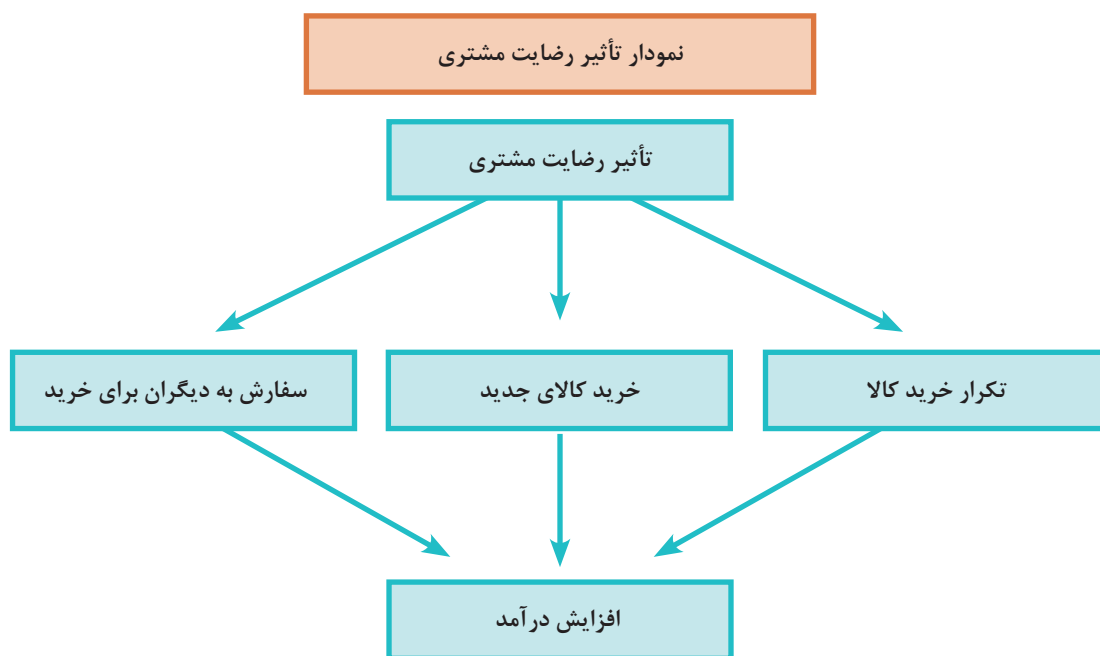 نمودار تأثیر رضایت مشتری
تأثیر رضایت مشتری
تکرار خرید کالا
خرید کالای جدید
سفارش به دیگران برای خرید
افزایش درآمد